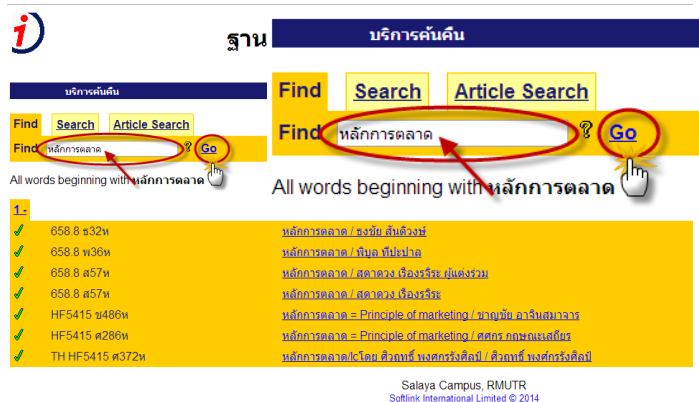 i)
ฐาน
บริการค้นคืน
Find Search Article Search
Find หลักการตลาด ? Go
All words beginning with หลักการตลาด
บริการค้นคืน
Find Search Article Search
Find หลักการตลาด ? Go
All words beginning with หลักการตลาด
1 -
658.8 ธ32ห หลักการตลาด / ธงชัย สันติวงษ์
658.8 พ36ห หลักการตลาด / พิบูล ทีปะปาล
658.8 ส57ห หลักการตลาด / สุดาดวง เรืองรุจิระ ผู้แต่งร่วม
658.8 ส57ห หลักการตลาด / สุดาดวง เรืองรุจิระ
HF5415 ช486ห หลักการตลาด = Principle of marketing / ชาญชัย อาจินสมาจาร
HF5415 ศ286ห หลักการตลาด = Principle of marketing / ศศกร กฤษณะเสถียร
TH HF5415 ศ372ห หลักการตลาด/lcโดย ศิวฤทธิ์ พงศกรรังศิลป์ / ศิวฤทธิ์ พงศ์กรรังศิลป์
Salaya Campus, RMUTR
Softlink International Limited © 2014